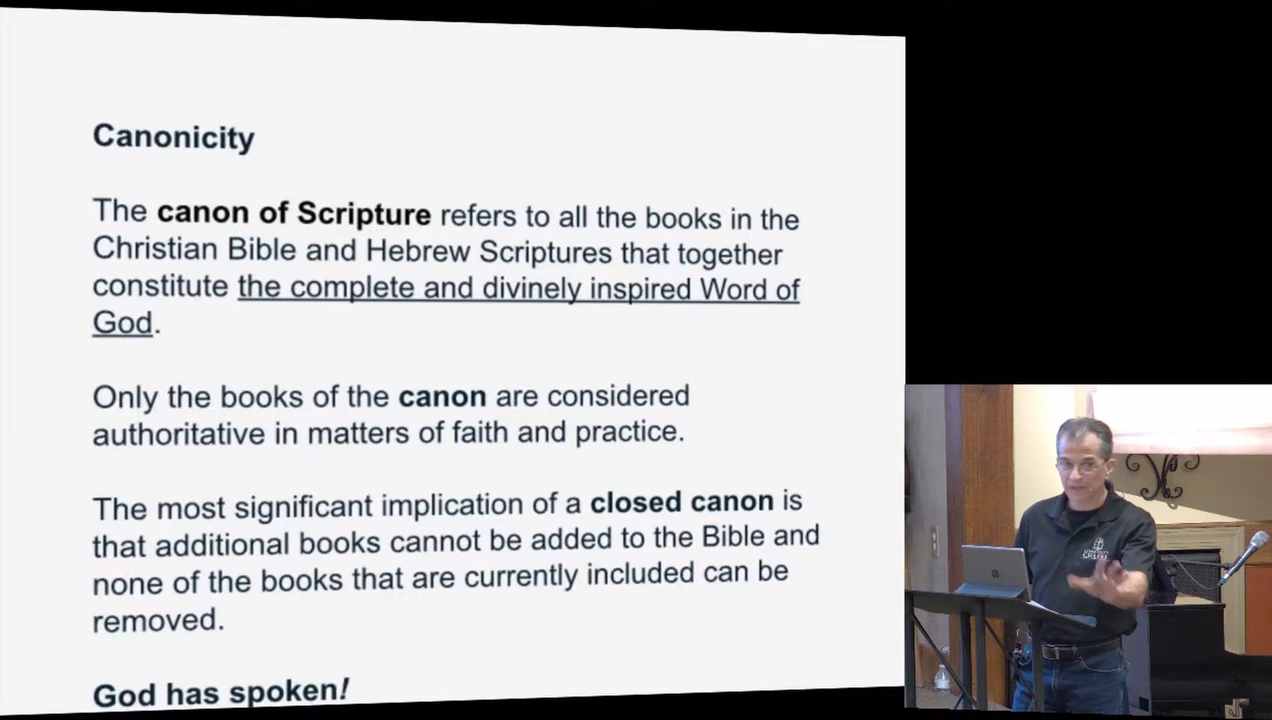 Canonicity
The canon of Scripture refers to all the books in the
Christian Bible and Hebrew Scriptures that together
constitute the complete and divinely inspired Word of
God.
Only the books of the canon are considered
authoritative in matters of faith and practice.
The most significant implication of a closed canon is
that additional books cannot be added to the Bible and
none of the books that are currently included can be
removed.
God has spoken!
CHAPEL